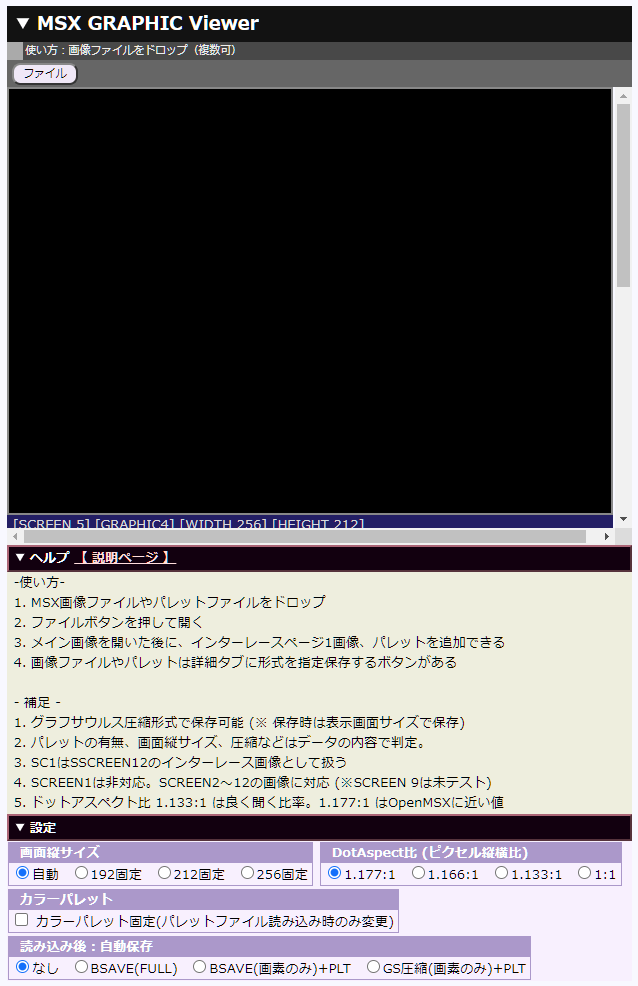 ▼ MSX GRAPHIC Viewer
使い方 : 画像ファイルをドロップ（複数可）
ファイル
[SCREEN 5] [GRAPHIC4] [WIDTH 256] [HEIGHT 212]
▼ ヘルプ 【 説明ページ 】
-使い方-
1. MSX画像ファイルやパレットファイルをドロップ
2. ファイルボタンを押して開く
3. メイン画像を開いた後に、インターレースページ1画像、パレットを追加できる
4. 画像ファイルやパレットは詳細タブに形式を指定保存するボタンがある
- 補足 -
1. グラフサウルス圧縮形式で保存可能 (※ 保存時は表示画面サイズで保存)
2. パレットの有無、画面縦サイズ、圧縮などはデータの内容で判定。
3. SC1はSSCREEN12のインターレース画像として扱う
4. SCREEN1は非対応。SCREEN2～12の画像に対応 (※SCREEN 9は未テスト)
5. ドットアスペクト比 1.133:1 は良く聞く比率。1.177:1 はOpenMSXに近い値
▼ 設定
画面縦サイズ
自動 192固定 212固定 256固定
DotAspect比 (ピクセル縦横比)
1.177:1 1.166:1 1.133:1 1:1
カラーパレット
カラーパレット固定(パレットファイル読み込み時のみ変更)
読み込み後 : 自動保存
なし BSAVE(FULL) BSAVE(画素のみ)+PLT GS圧縮(画素のみ)+PLT